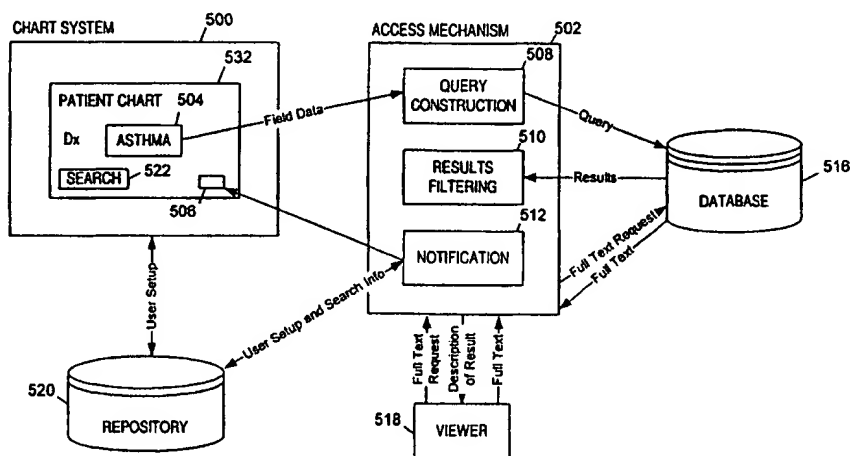 CHART SYSTEM
500
532
PATIENT CHART
504
Dx
ASTHMA
SEARCH
522
508
Field Data
ACCESS MECHANISM
502
508
QUERY
CONSTRUCTION
510
RESULTS
FILTERING
512
NOTIFICATION
Query
Results
DATABASE
516
Full Text Request
Full Text
User Setup
User Setup and Search Info
520
REPOSITORY
Full Text
Request
Description
of Result
Full Text
518
VIEWER